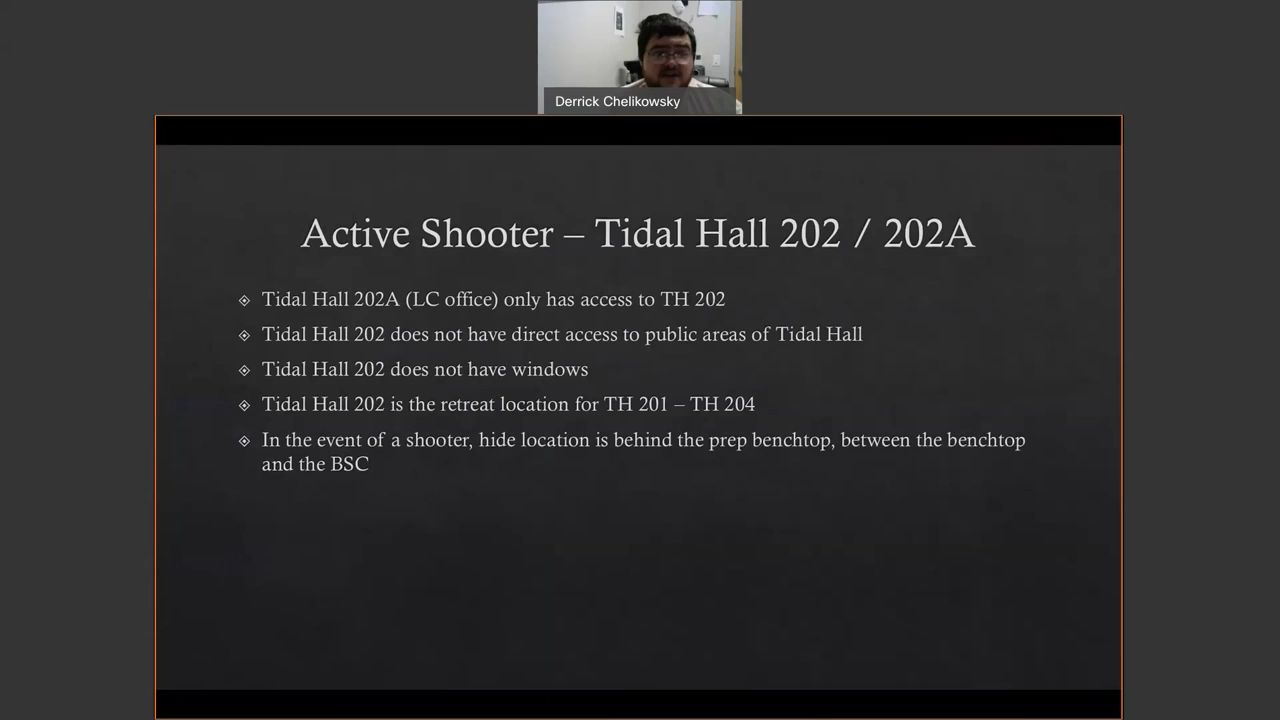 Derrick Chelikowsky
Active Shooter – Tidal Hall 202 / 202A
Tidal Hall 202A (LC office) only has access to TH 202
Tidal Hall 202 does not have direct access to public areas of Tidal Hall
Tidal Hall 202 does not have windows
Tidal Hall 202 is the retreat location for TH 201 – TH 204
In the event of a shooter, hide location is behind the prep benchtop, between the benchtop
and the BSC